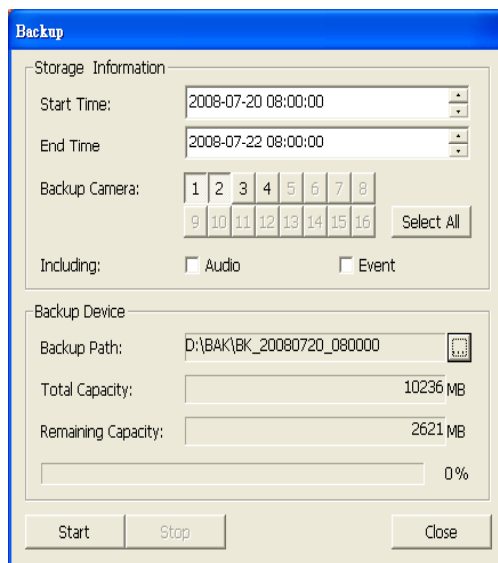 Backup
Storage Information
Start Time: 2008-07-20 08:00:00
End Time 2008-07-22 08:00:00
Backup Camera: 1 2 3 4 5 6 7 8
9 10 11 12 13 14 15 16 Select All
Including: Audio Event
Backup Device
Backup Path: D:\BAK\BK_20080720_080000 ...
Total Capacity: 10236 MB
Remaining Capacity: 2621 MB
0%
Start Stop Close